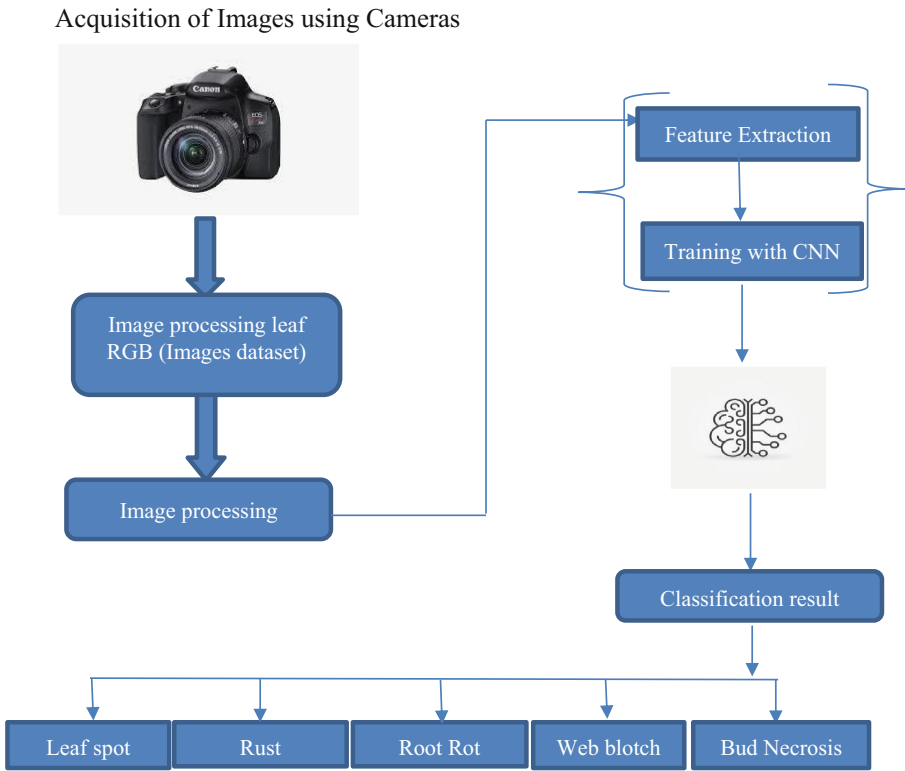 Acquisition of Images using Cameras
Canon
EOS
Image processing leaf
RGB (Images dataset)
Image processing
Feature Extraction
Training with CNN
Classification result
Leaf spot
Rust
Root Rot
Web blotch
Bud Necrosis